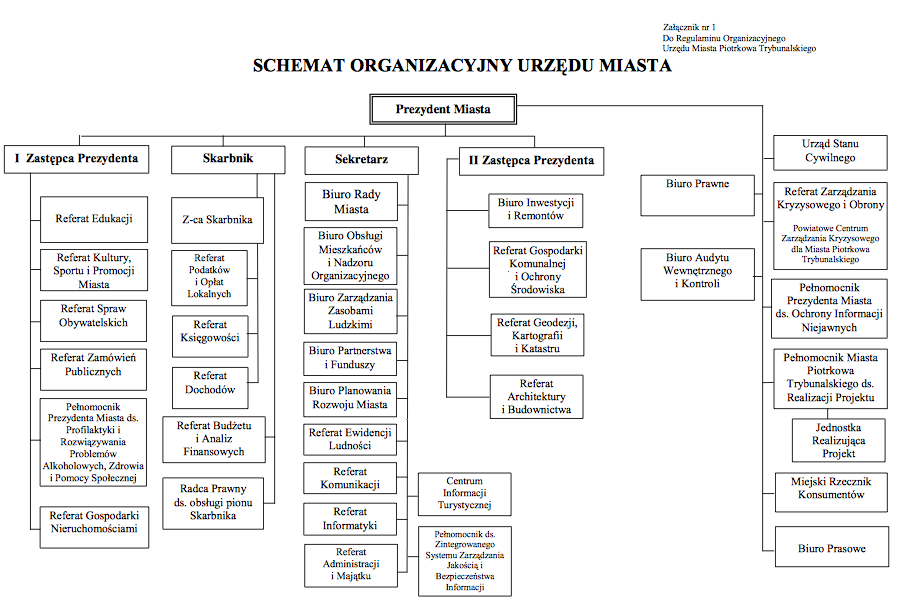 Załącznik nr 1
Do Regulaminu Organizacyjnego
Urzędu Miasta Piotrkowa Trybunalskiego
SCHEMAT ORGANIZACYJNY URZĘDU MIASTA
Prezydent Miasta
I Zastępca Prezydenta
Referat Edukacji
Referat Kultury,
Sportu i Promocji
Miasta
Referat Spraw
Obywatelskich
Referat Zamówień
Publicznych
Pełnomocnik
Prezydenta Miasta ds.
Profilaktyki i
Rozwiązywania
Problemów
Alkoholowych, Zdrowia
i Pomocy Społecznej
Referat Gospodarki
Nieruchomościami
Skarbnik
Z-ca Skarbnika
Referat
Podatków
i Opłat
Lokalnych
Referat
Księgowości
Referat
Dochodów
Referat Budżetu
i Analiz
Finansowych
Radca Prawny
ds. obsługi pionu
Skarbnika
Sekretarz
Biuro Rady
Miasta
Biuro Obsługi
Mieszkańców
i Nadzoru
Organizacyjnego
Biuro Zarządzania
Zasobami
Ludzkimi
Biuro Partnerstwa
i Funduszy
Biuro Planowania
Rozwoju Miasta
Referat Ewidencji
Ludności
Referat
Komunikacji
Referat
Informatyki
Referat
Administracji
i Majątku
Centrum
Informacji
Turystycznej
Pełnomocnik ds.
Zintegrowanego
Systemu Zarządzania
Jakością i
Bezpieczeństwa
Informacji
II Zastępca Prezydenta
Biuro Inwestycji
i Remontów
Referat Gospodarki
Komunalnej
i Ochrony
Środowiska
Referat Geodezji,
Kartografii
i Katastru
Referat
Architektury
i Budownictwa
Biuro Prawne
Biuro Audytu
Wewnętrznego
i Kontroli
Urząd Stanu
Cywilnego
Referat Zarządzania
Kryzysowego i Obrony
Powiatowe Centrum
Zarządzania Kryzysowego
dla Miasta Piotrkowa
Trybunalskiego
Pełnomocnik
Prezydenta Miasta
ds. Ochrony Informacji
Niejawnych
Pełnomocnik Miasta
Piotrkowa
Trybunalskiego ds.
Realizacji Projektu
Jednostka
Realizująca
Projekt
Miejski Rzecznik
Konsumentów
Biuro Prasowe